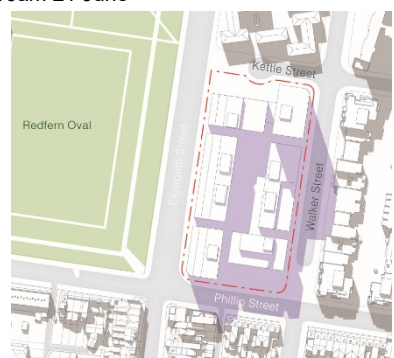 Kettle Street
Redfern Oval
Elizabeth Street
Walker Street
Phillip Street